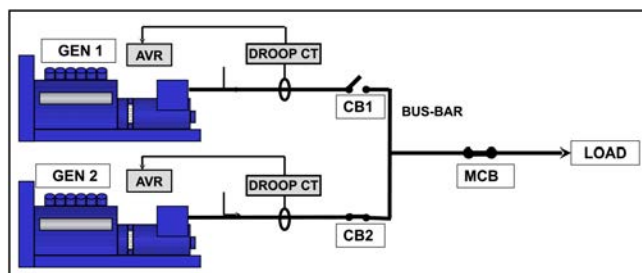 GEN 1
AVR
DROOP CT
CB1
BUS-BAR
GEN 2
AVR
DROOP CT
CB2
MCB
LOAD